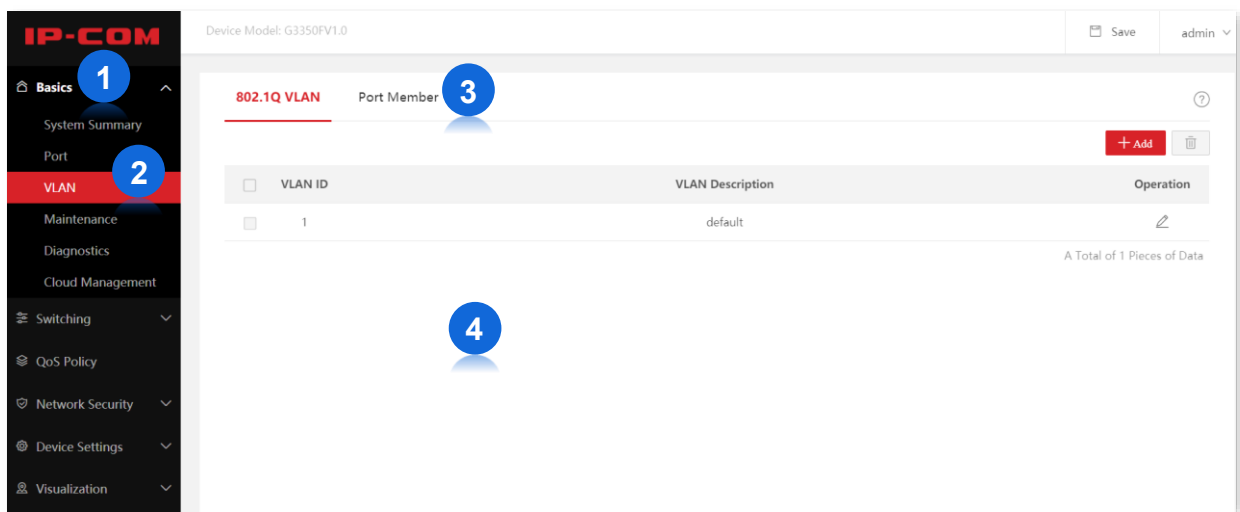 IP-COM
Device Model: G3350FV1.0
Save
admin
Basics
1
System Summary
Port
VLAN
2
Maintenance
Diagnostics
Cloud Management
Switching
QoS Policy
Network Security
Device Settings
Visualization
802.1Q VLAN
Port Member
3
?
+ Add
VLAN ID
VLAN Description
Operation
1
default
A Total of 1 Pieces of Data
4